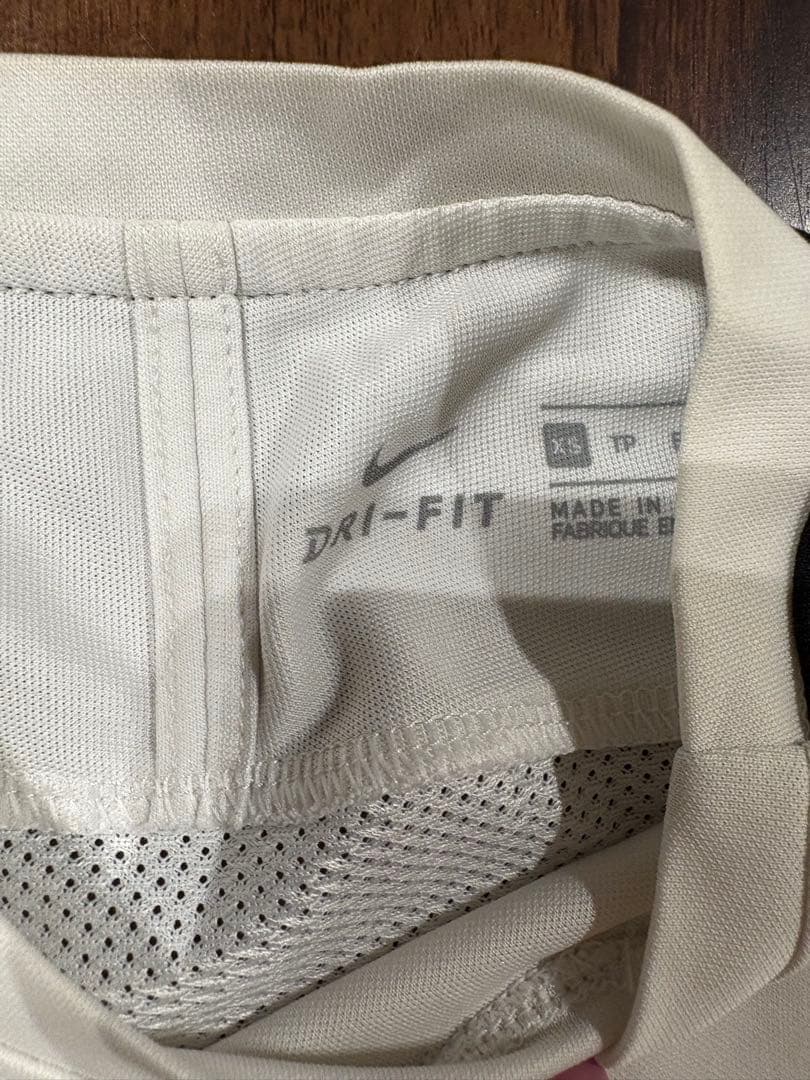 DRI-FIT
XS TP
MADE IN
FABRIQUE